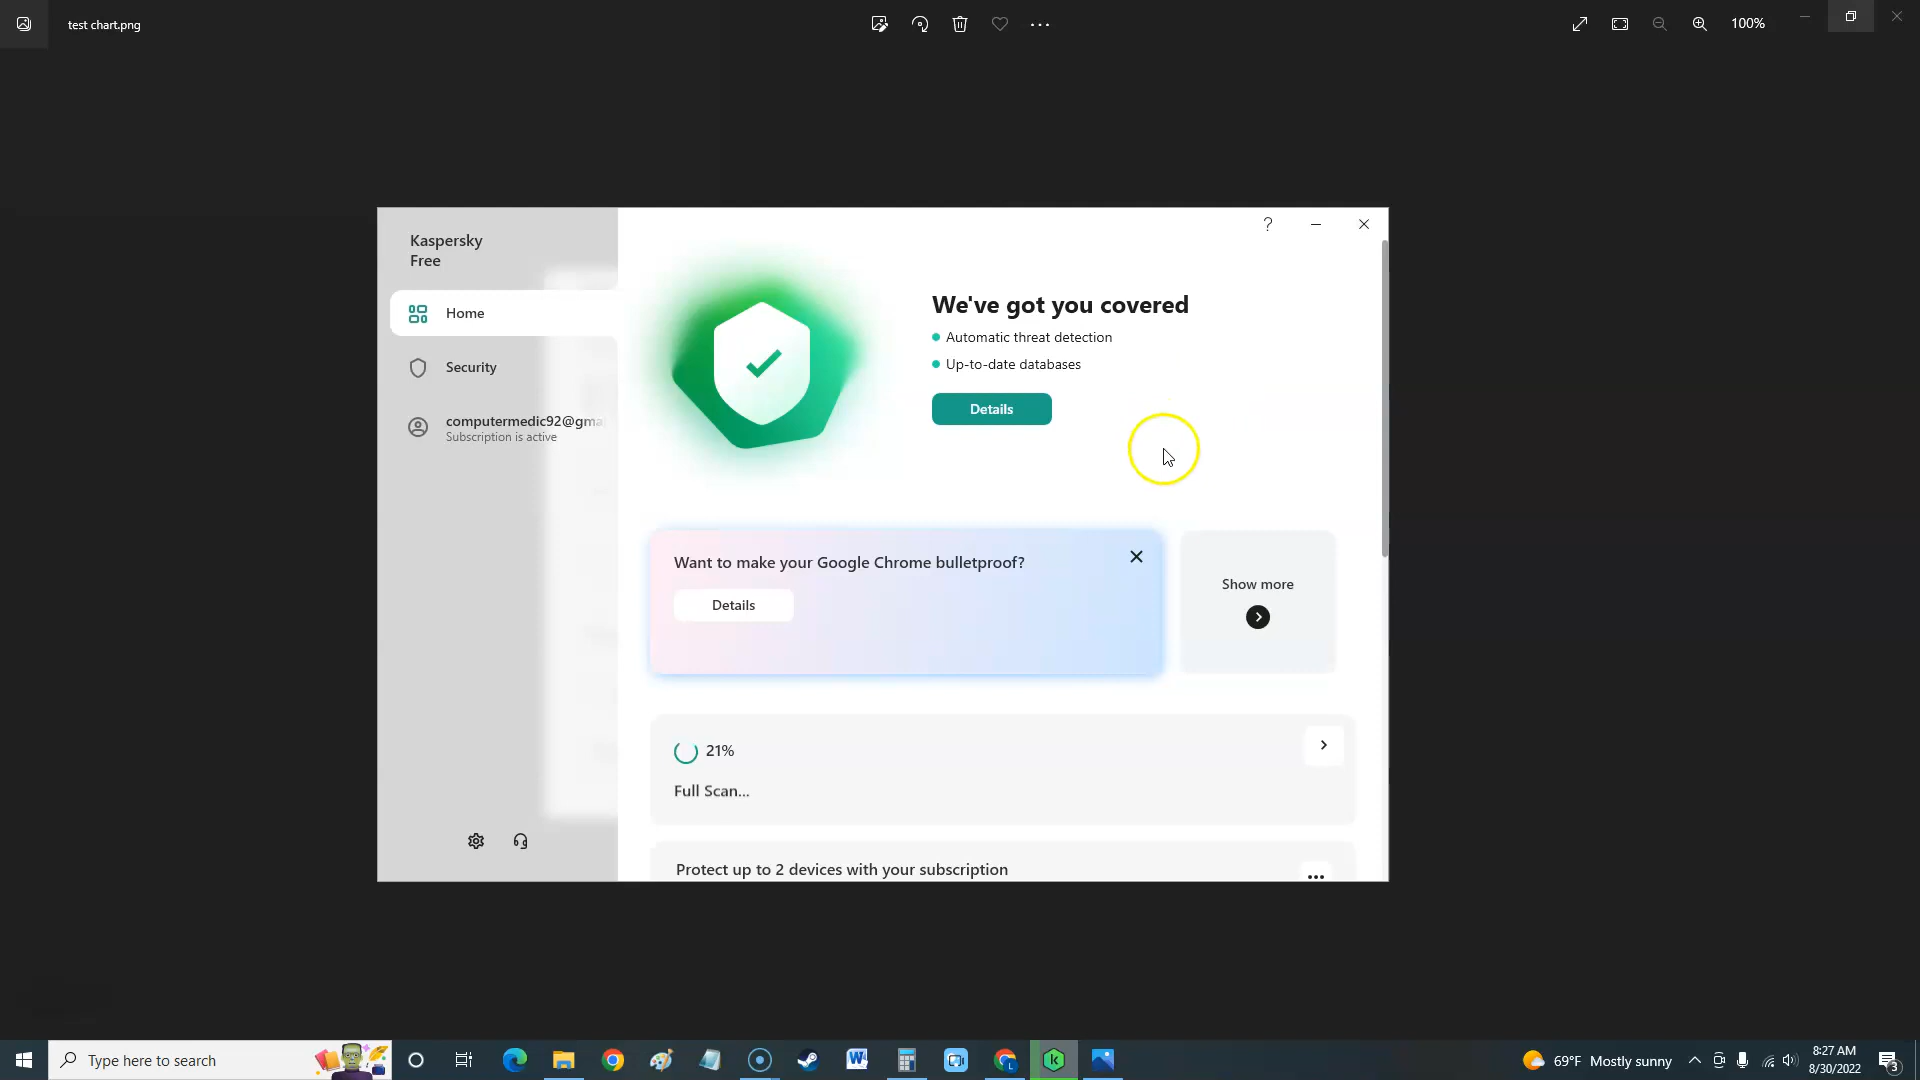 test chart.png
100%
Kaspersky
Free
Home
Security
computermedic92@gma
Subscription is active
?
We've got you covered
Automatic threat detection
Up-to-date databases
Details
Want to make your Google Chrome bulletproof?
Details
Show more
21%
Full Scan...
Protect up to 2 devices with your subscription
Type here to search
69°F Mostly sunny
8:27 AM
8/30/2022
3